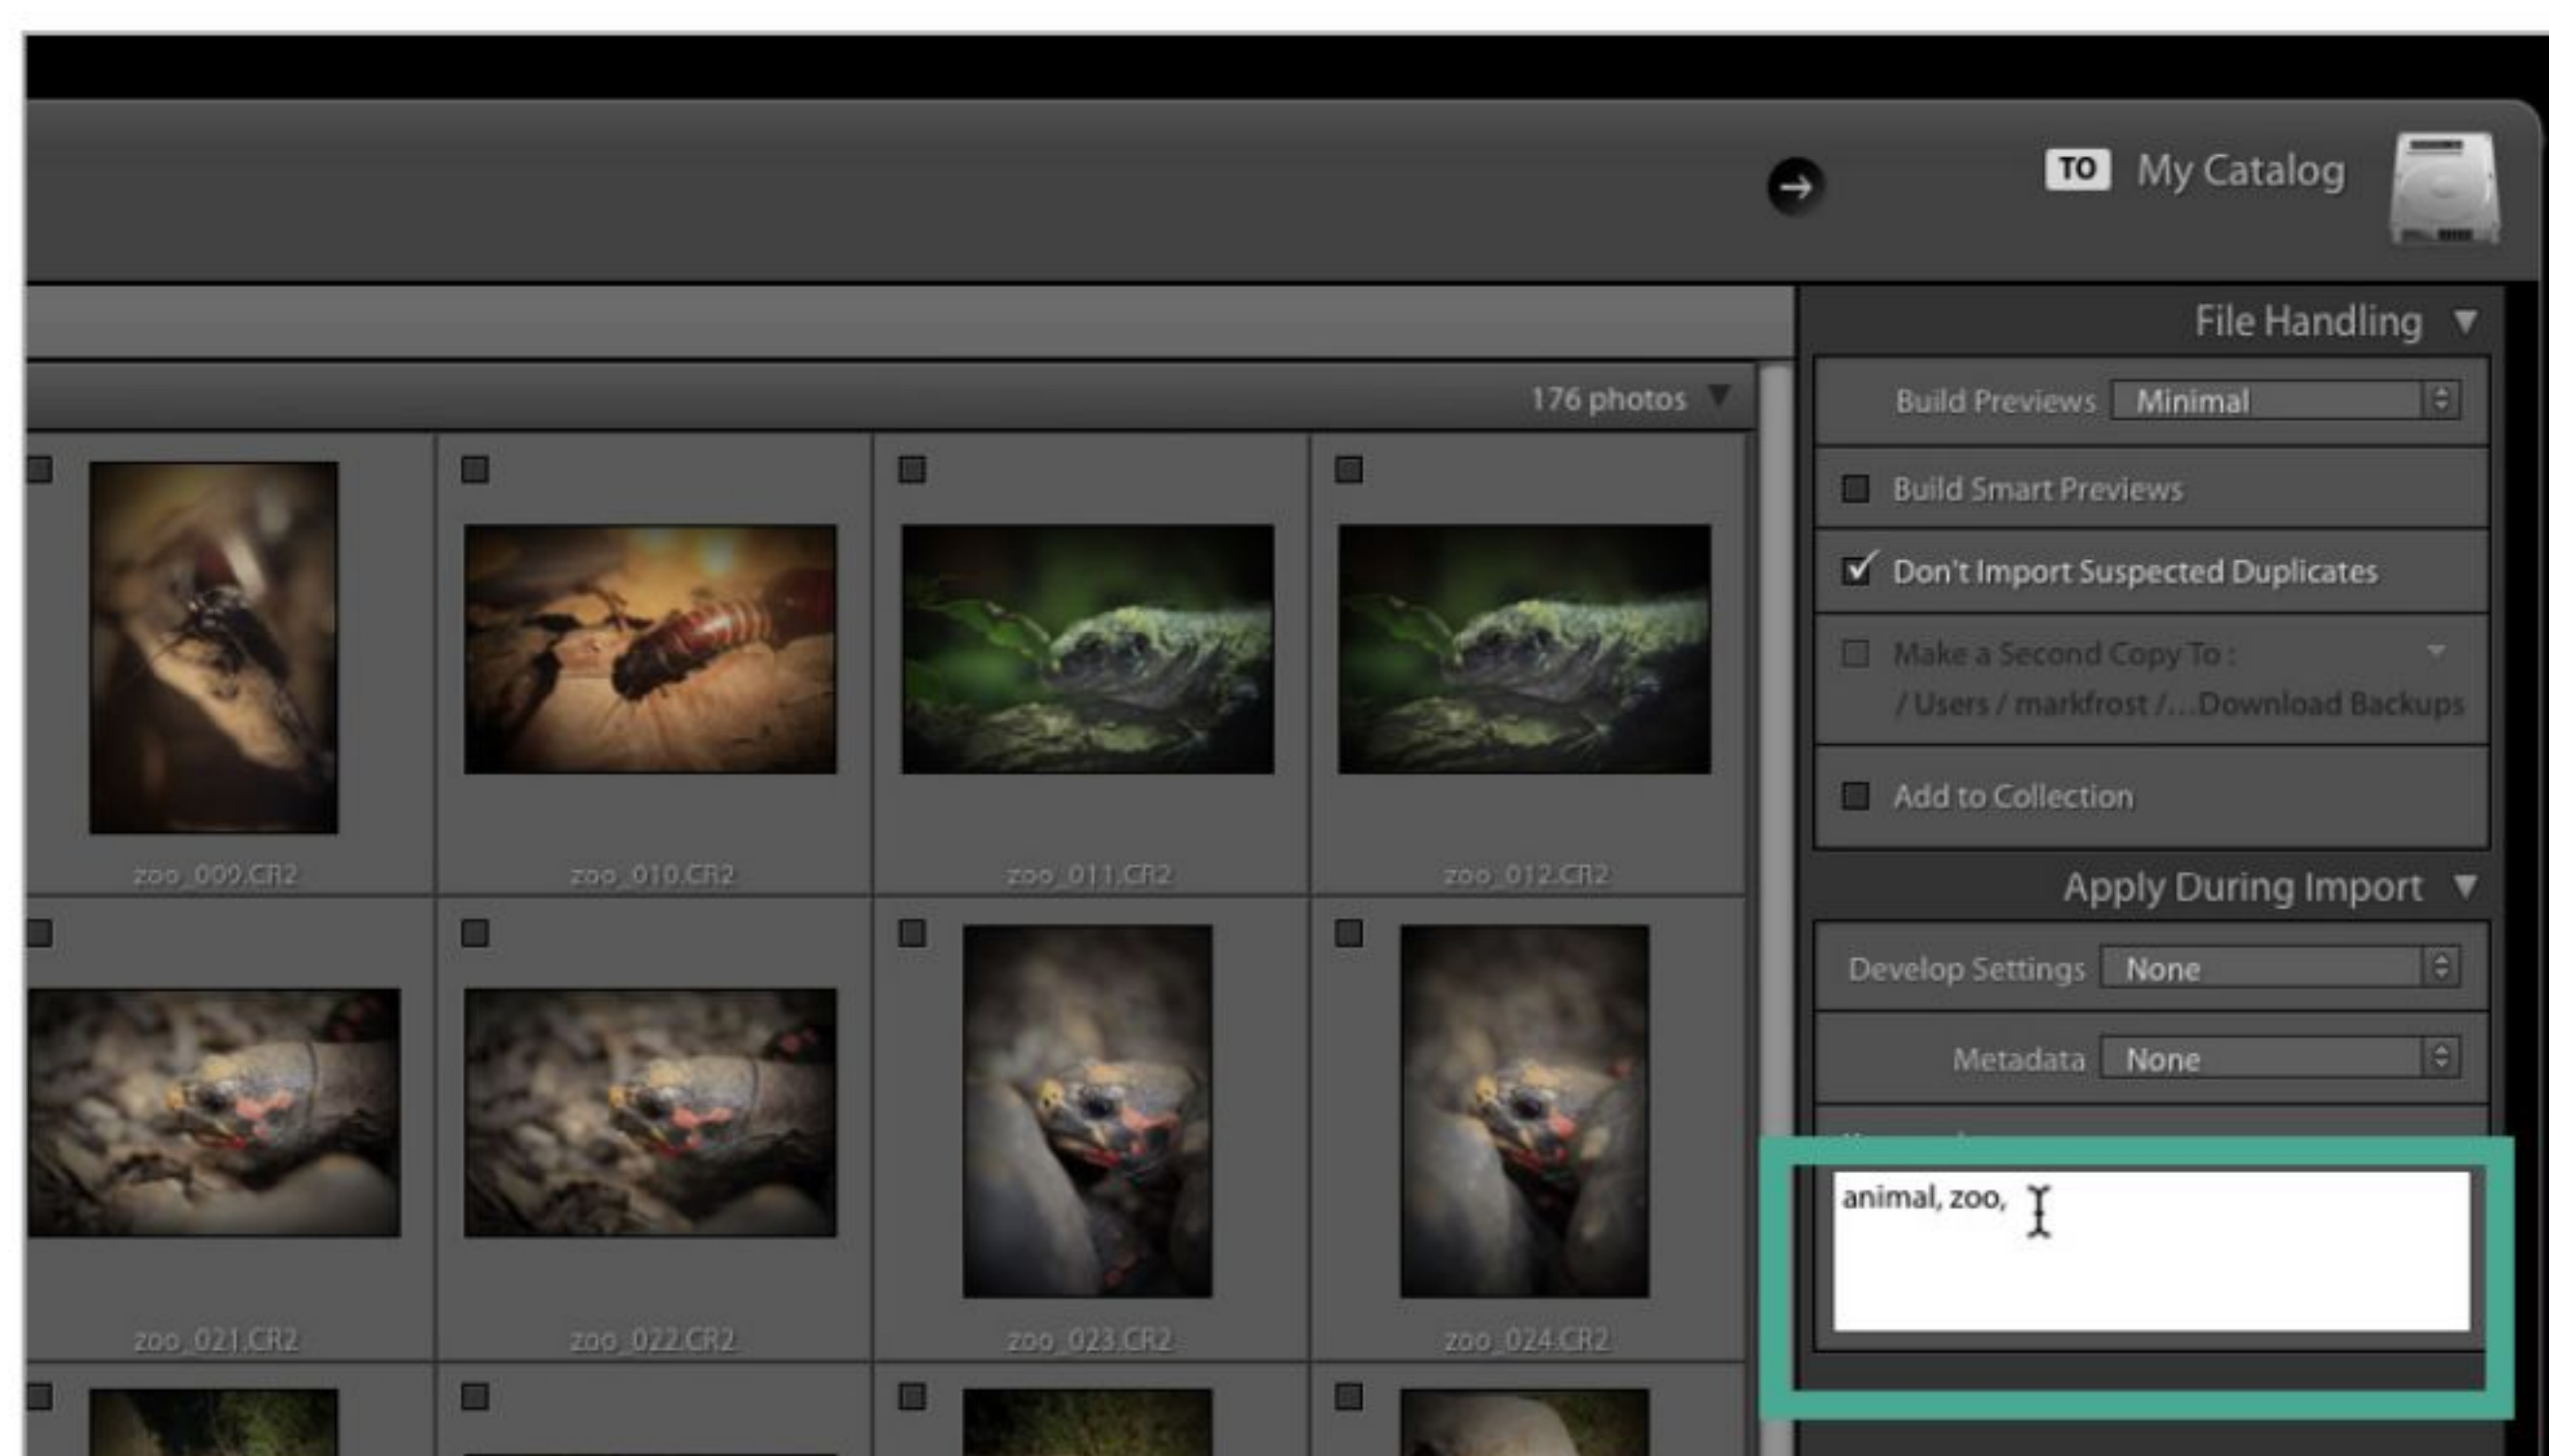 TO My Catalog
File Handling
176 photos
Build Previews Minimal
Build Smart Previews
Don't Import Suspected Duplicates
Make a Second Copy To :
/ Users / markfrost /...Download Backups
Add to Collection
zoo_009.CR2 zoo_010.CR2 zoo_011.CR2 zoo_012.CR2
Apply During Import
Develop Settings None
Metadata None
animal, zoo,
zoo_021.CR2 zoo_022.CR2 zoo_023.CR2 zoo_024.CR2